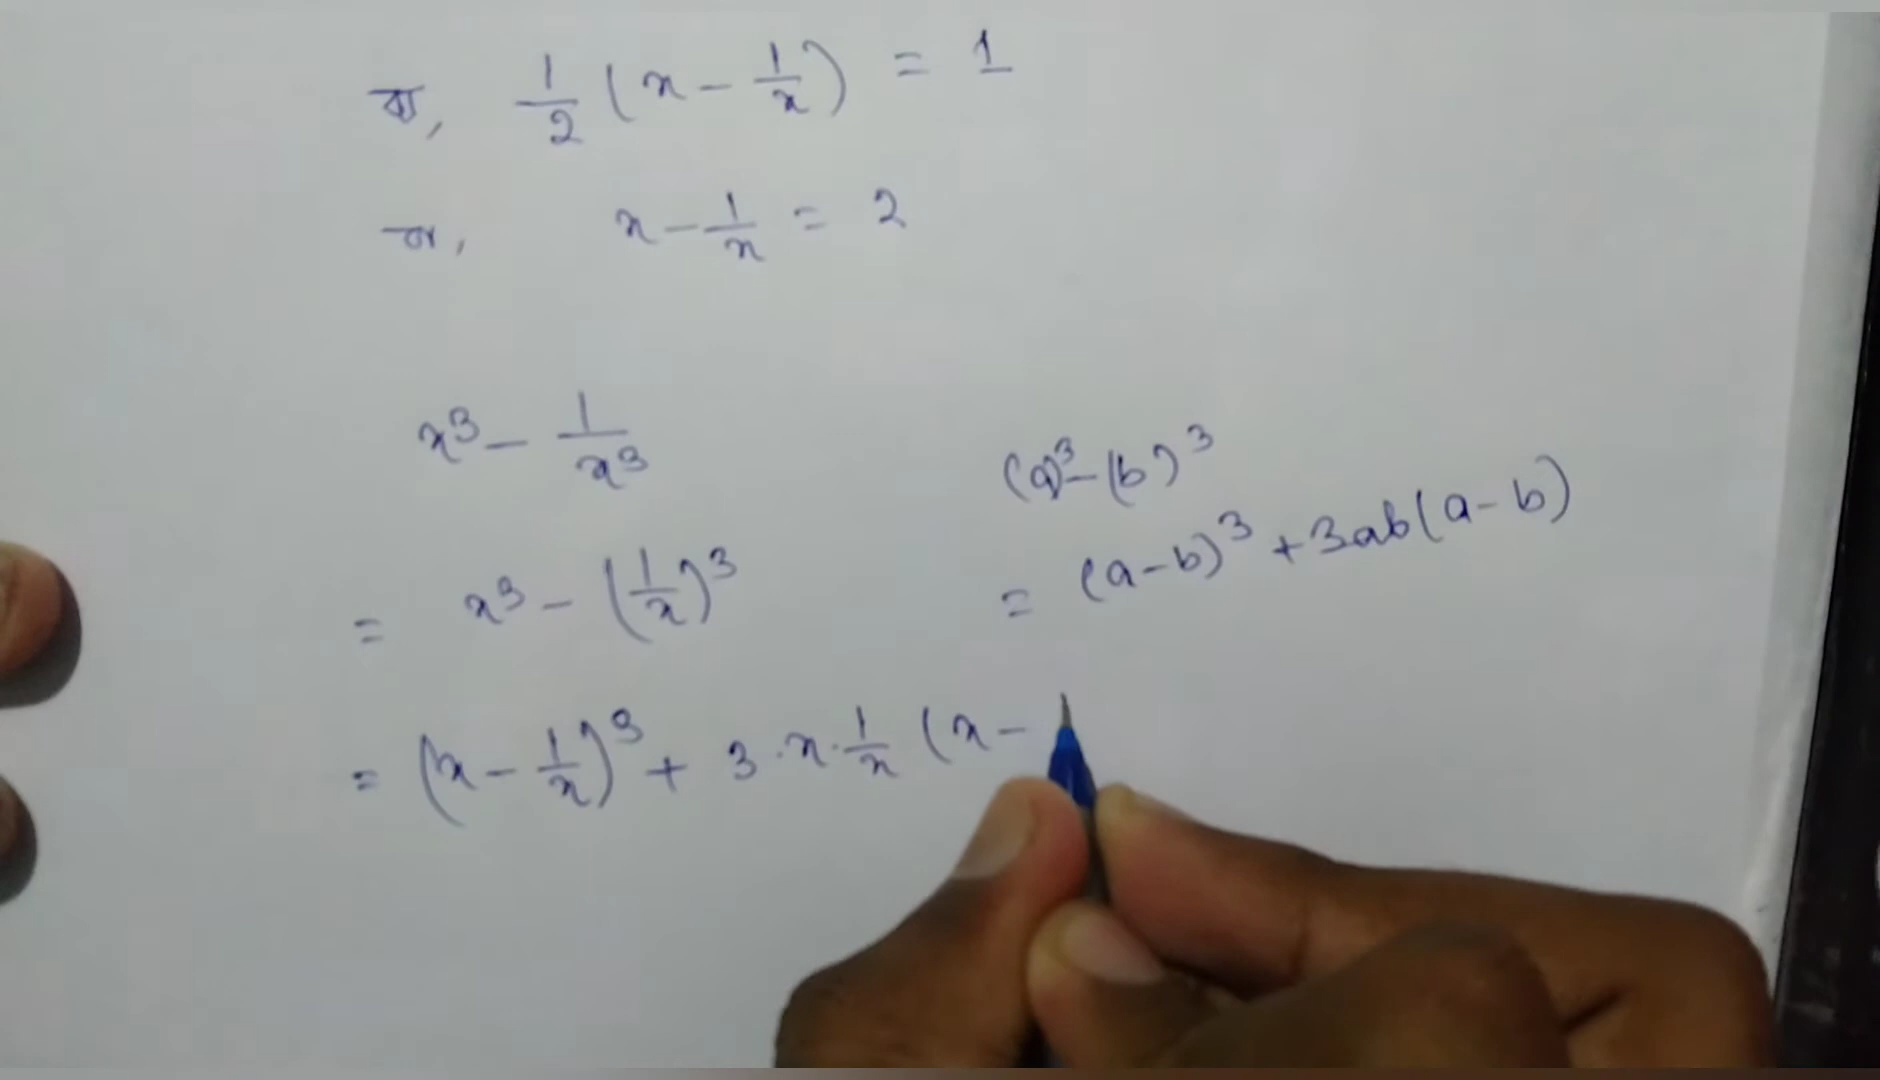 বা, 1/2 (x - 1/x) = 1
বা, x - 1/x = 2
x³ - 1/x³
= x³ - (1/x)³
= (x - 1/x)³ + 3·x·1/x (x -
(a)³ - (b)³
= (a-b)³ + 3ab(a-b)